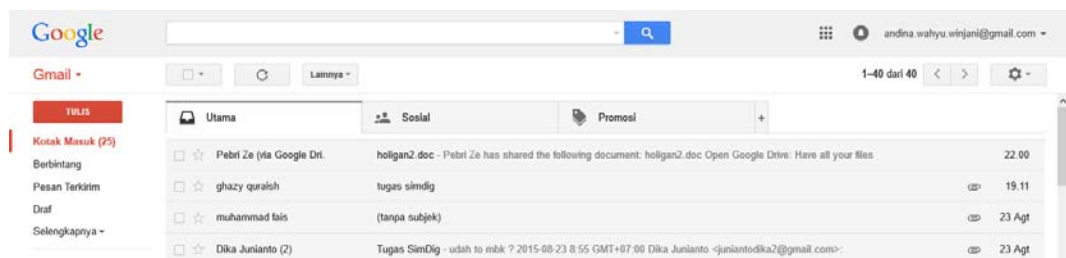 Google
andina.wahyu.winjani@gmail.com
Gmail
Lainnya
1–40 dari 40
TULIS
Utama
Sosial
Promosi
+
Kotak Masuk (25)
Berbintang
Pesan Terkirim
Draf
Selengkapnya
Pebri Ze (via Google Dri. holigan2.doc - Pebri Ze has shared the following document: holigan2.doc Open Google Drive: Have all your files 22.00
ghazy quraish tugas simdig 19.11
muhammad fais (tanpa subjek) 23 Agt
Dika Junianto (2) Tugas SimDig - udah to mbk ? 2015-08-23 8:55 GMT+07:00 Dika Junianto <juniantodika2@gmail.com>: 23 Agt